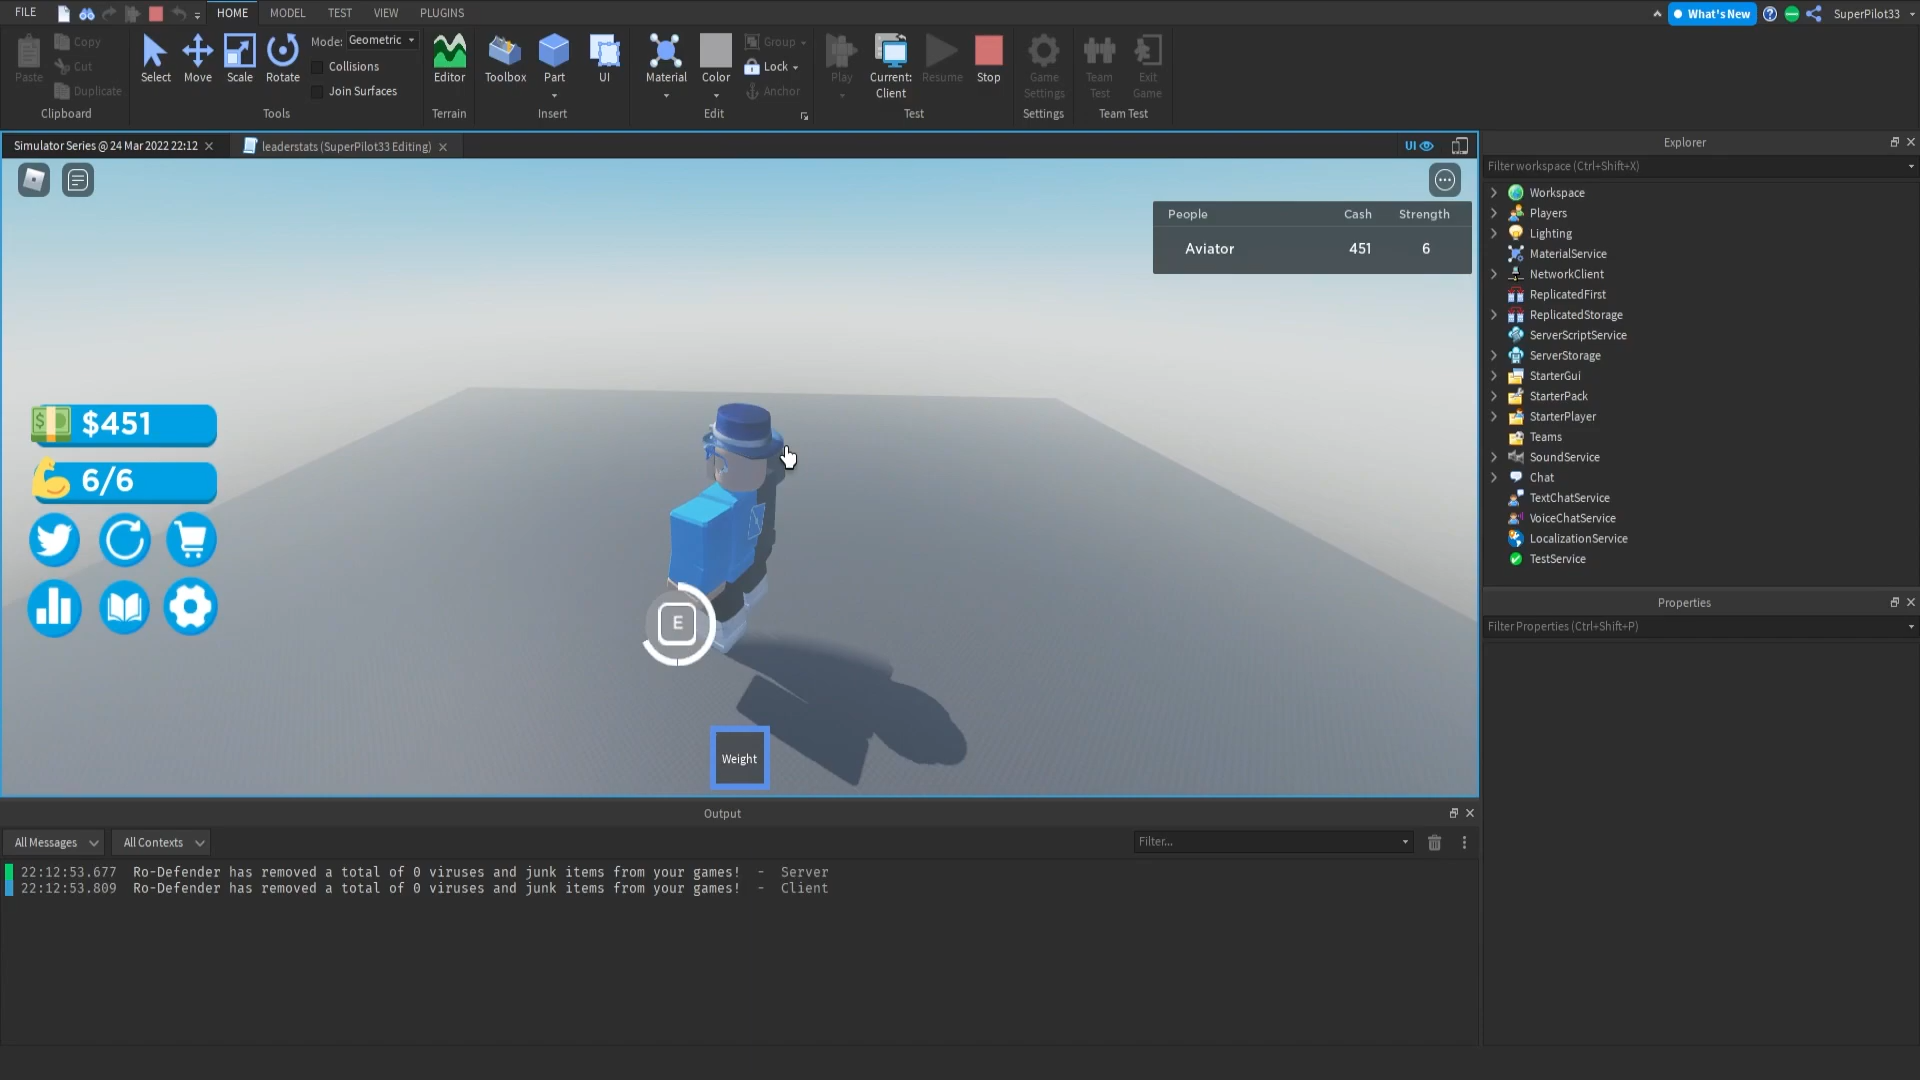 FILE HOME MODEL TEST VIEW PLUGINS What's New SuperPilot33
Paste Copy Cut Duplicate Clipboard
Select Move Scale Rotate Mode: Geometric Collisions Join Surfaces Tools
Editor Terrain
Toolbox Part UI Insert
Material Color Group Lock Anchor Edit
Play Current: Client Resume Stop Test
Game Settings Settings
Team Test Exit Game Team Test
Simulator Series @ 24 Mar 2022 22:12 leaderstats (SuperPilot33 Editing) UI
People Cash Strength
Aviator 451 6
$451
6/6
E
Weight
Explorer
Filter workspace (Ctrl+Shift+X)
Workspace
Players
Lighting
MaterialService
NetworkClient
ReplicatedFirst
ReplicatedStorage
ServerScriptService
ServerStorage
StarterGui
StarterPack
StarterPlayer
Teams
SoundService
Chat
TextChatService
VoiceChatService
LocalizationService
TestService
Properties
Filter Properties (Ctrl+Shift+P)
Output
All Messages All Contexts Filter...
22:12:53.677 Ro-Defender has removed a total of 0 viruses and junk items from your games! - Server
22:12:53.809 Ro-Defender has removed a total of 0 viruses and junk items from your games! - Client